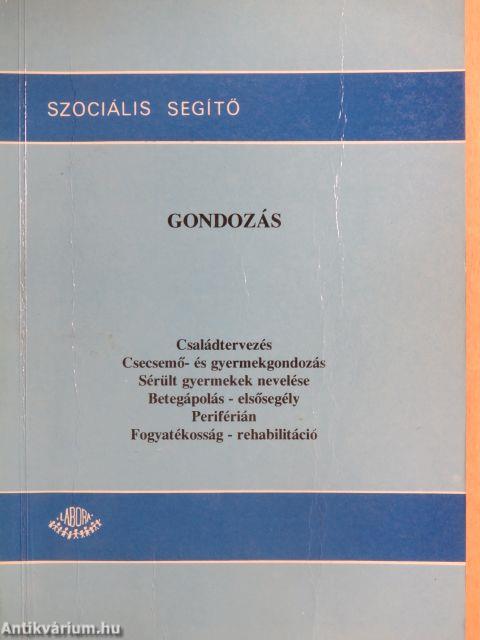 SZOCIÁLIS SEGÍTŐ
GONDOZÁS
Családtervezés
Csecsemő- és gyermekgondozás
Sérült gyermekek nevelése
Betegápolás - elsősegély
Periférián
Fogyatékosság - rehabilitáció
LABORA
Antikvárium.hu